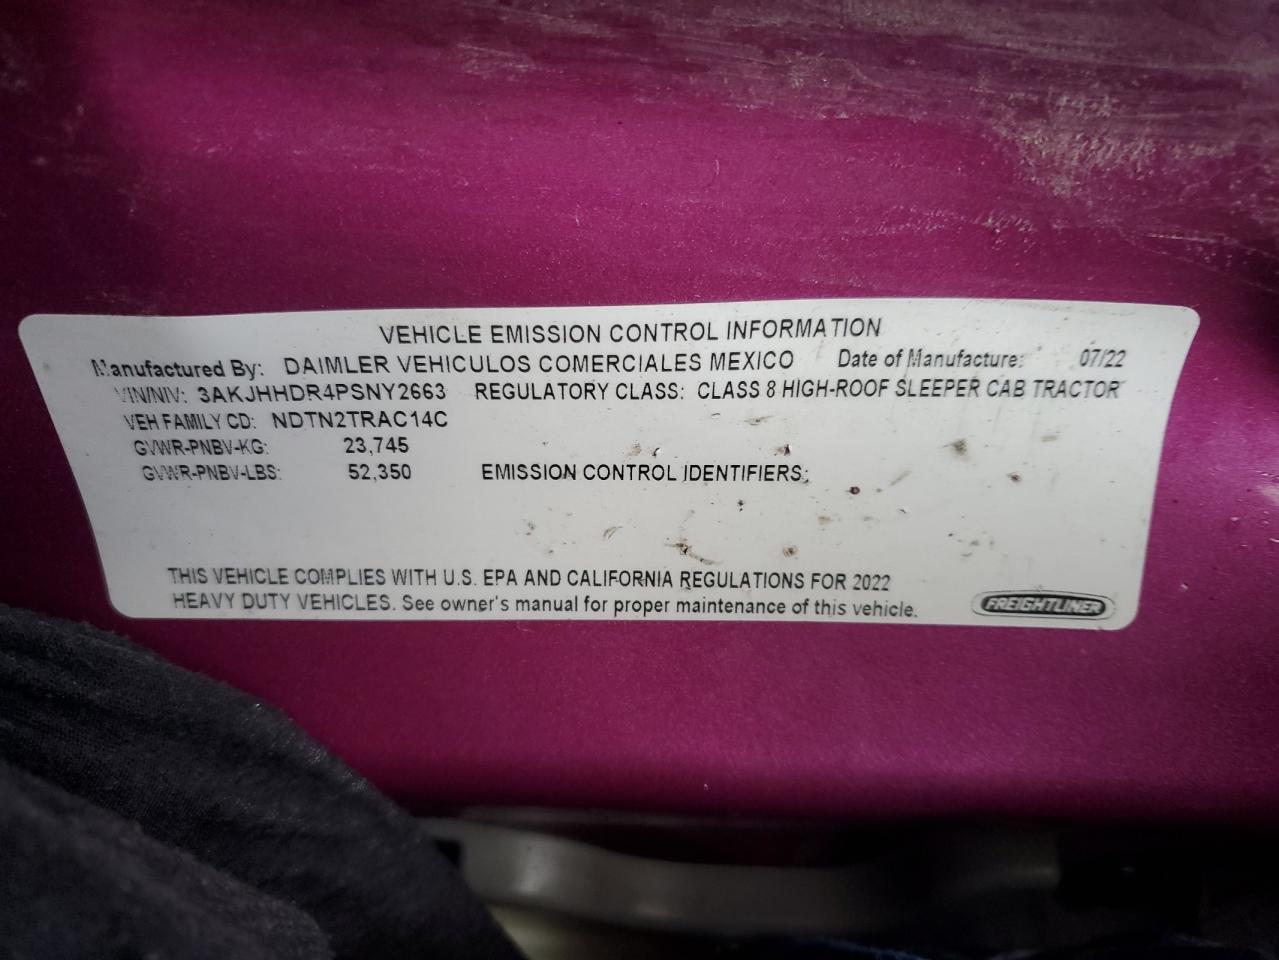 VEHICLE EMISSION CONTROL INFORMATION
Manufactured By: DAIMLER VEHICULOS COMERCIALES MEXICO Date of Manufacture: 07/22
VIN/NIV: 3AKJHHDR4PSNY2663 REGULATORY CLASS: CLASS 8 HIGH-ROOF SLEEPER CAB TRACTOR
VEH FAMILY CD: NDTN2TRAC14C
GVWR-PNBV-KG: 23,745
GVWR-PNBV-LBS: 52,350 EMISSION CONTROL IDENTIFIERS:
THIS VEHICLE COMPLIES WITH U.S. EPA AND CALIFORNIA REGULATIONS FOR 2022
HEAVY DUTY VEHICLES. See owner's manual for proper maintenance of this vehicle.
FREIGHTLINER